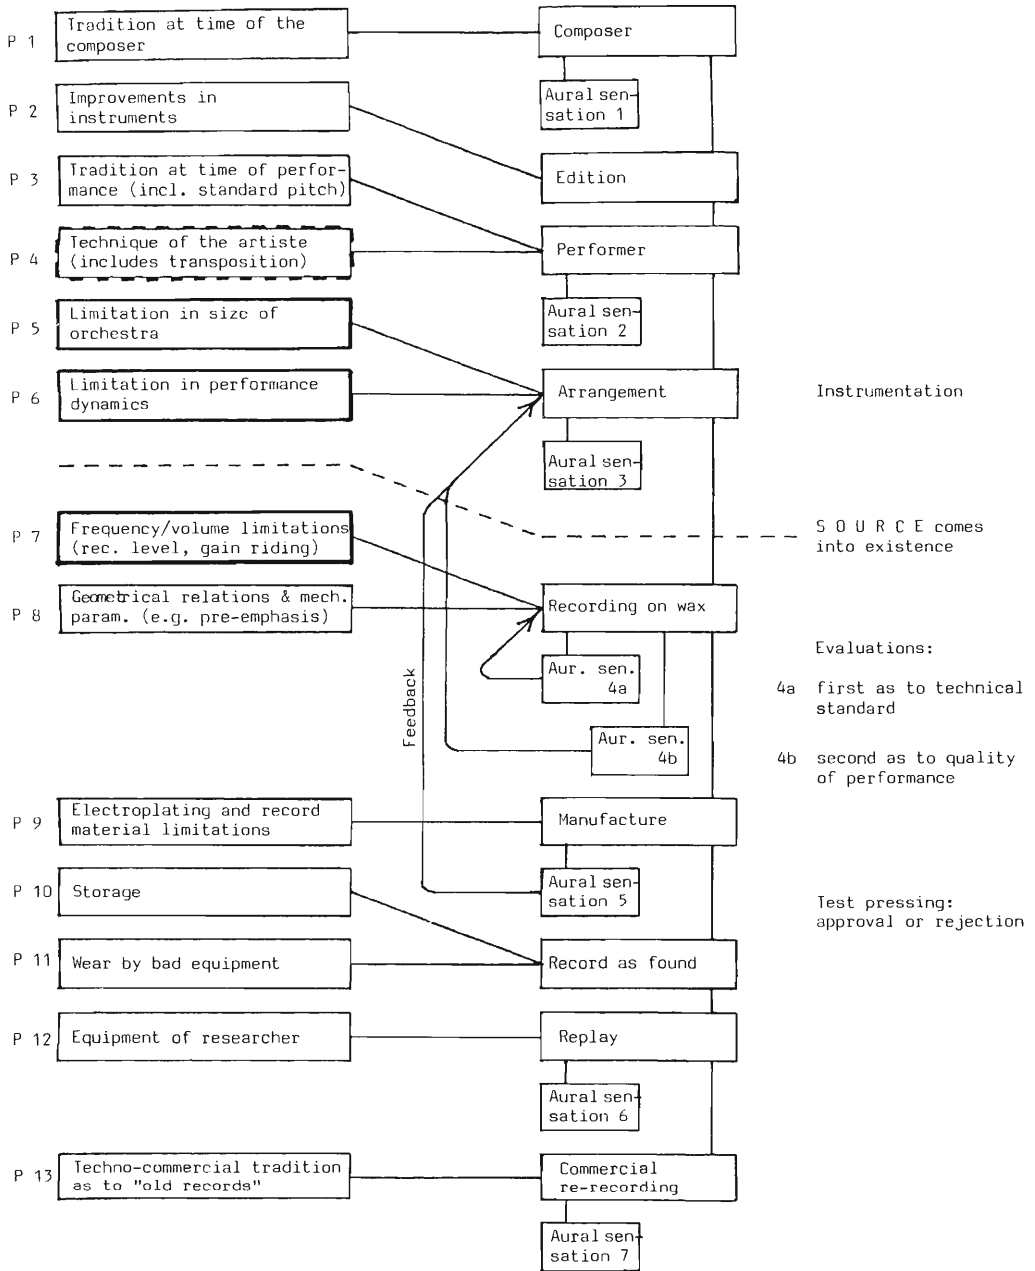 P 1
Tradition at time of the
composer
Composer
Aural sen-
sation 1
P 2
Improvements in
instruments
P 3
Tradition at time of perfor-
mance (incl. standard pitch)
Edition
P 4
Technique of the artiste
(includes transposition)
Performer
Aural sen-
sation 2
P 5
Limitation in size of
orchestra
P 6
Limitation in performance
dynamics
Arrangement
Instrumentation
Aural sen-
sation 3
S O U R C E comes
into existence
P 7
Frequency/volume limitations
(rec. level, gain riding)
P 8
Geometrical relations & mech.
param. (e.g. pre-emphasis)
Recording on wax
Aur. sen.
4a
Evaluations:
4a first as to technical
standard
Feedback
Aur. sen.
4b
4b second as to quality
of performance
P 9
Electroplating and record
material limitations
Manufacture
Aural sen-
sation 5
P 10
Storage
Test pressing:
approval or rejection
P 11
Wear by bad equipment
Record as found
P 12
Equipment of researcher
Replay
Aural sen-
sation 6
P 13
Techno-commercial tradition
as to "old records"
Commercial
re-recording
Aural sen-
sation 7